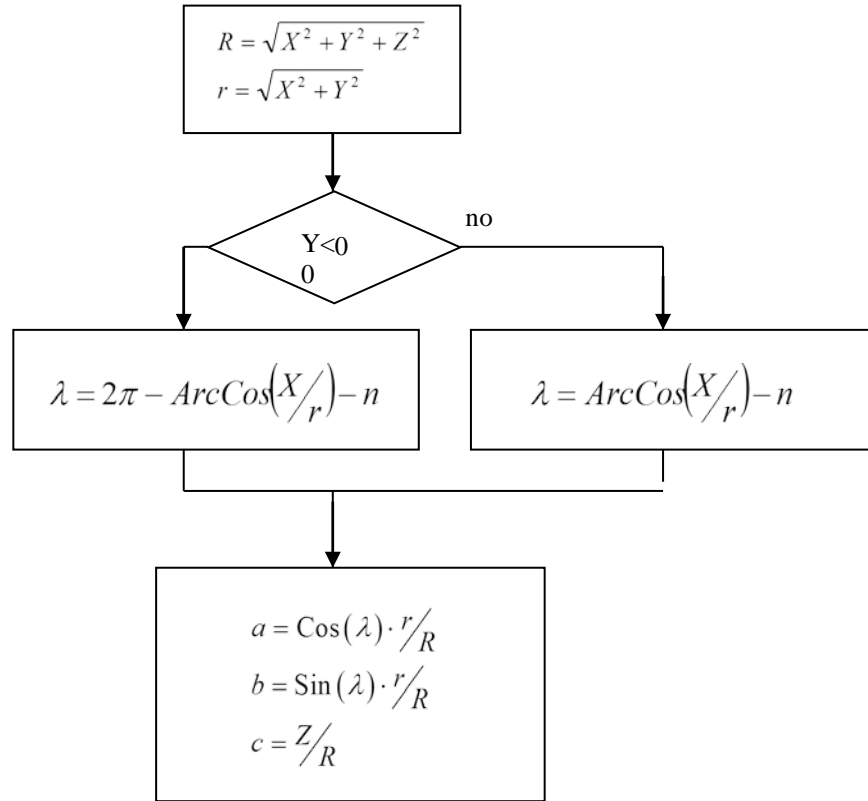 R = √(X² + Y² + Z²)
r = √(X² + Y²)
no
Y<0
0
λ = 2π − ArcCos(X/r) − n
λ = ArcCos(X/r) − n
a = Cos(λ) · r/R
b = Sin(λ) · r/R
c = Z/R